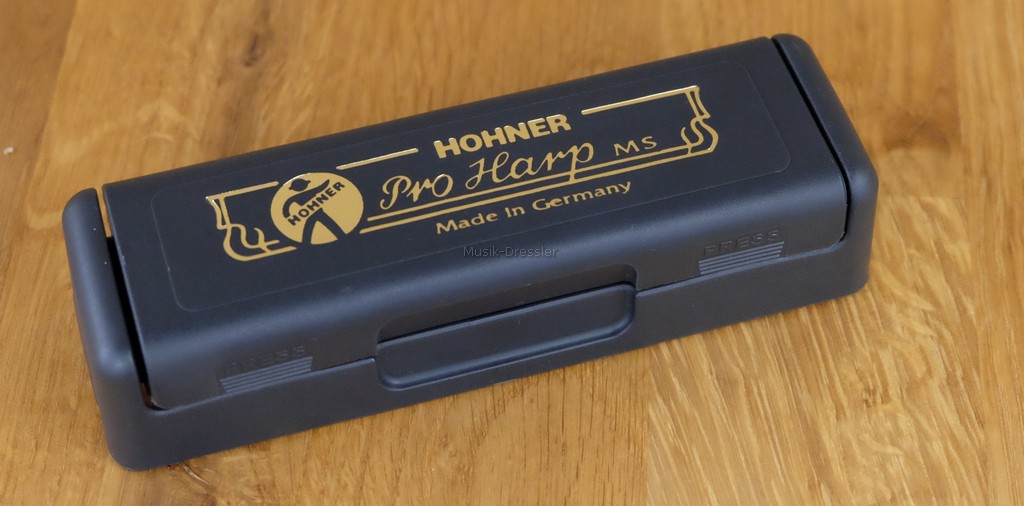 HOHNER
Pro Harp MS
HOHNER
Made In Germany
Musik-Dressler
PRESS
PRESS